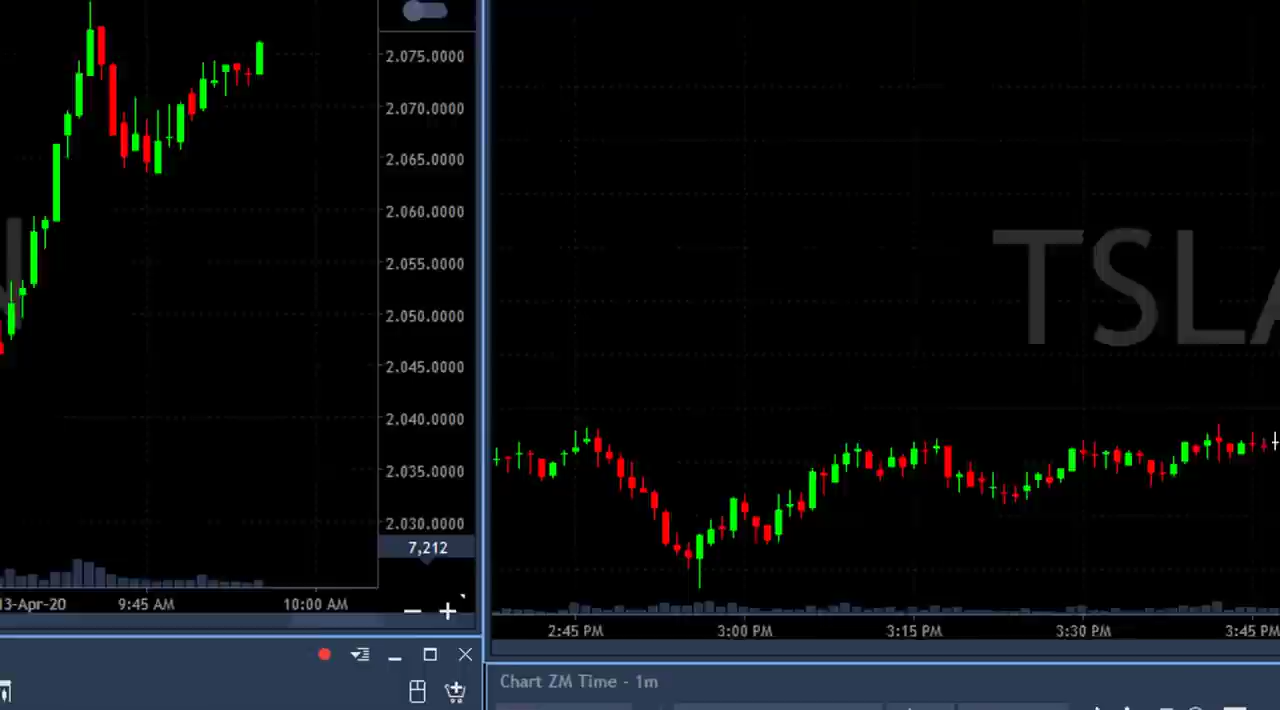 2.075.0000
2.070.0000
2.065.0000
2.060.0000
2.055.0000
2.050.0000
2.045.0000
2.040.0000
2.035.0000
2.030.0000
7,212
13-Apr-20 9:45 AM 10:00 AM
TSLA
2:45 PM 3:00 PM 3:15 PM 3:30 PM 3:45 PM
Chart ZM Time - 1m